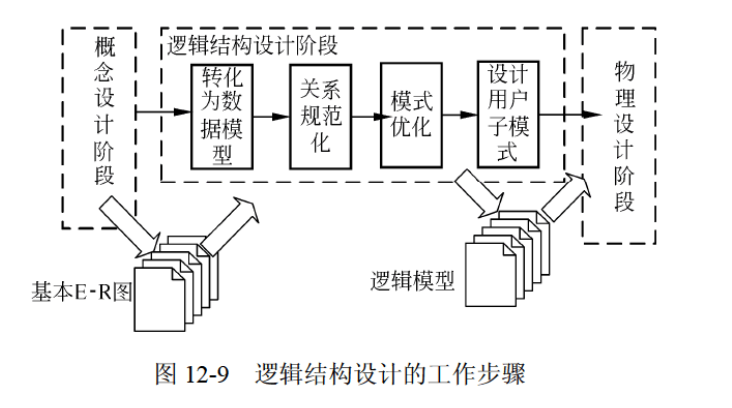 概念设计阶段
逻辑结构设计阶段
转化
为数
据模
型
关系
规范
化
模式
优化
设计
用户
子模
式
物理设计阶段
基本E-R图
逻辑模型
图 12-9 逻辑结构设计的工作步骤